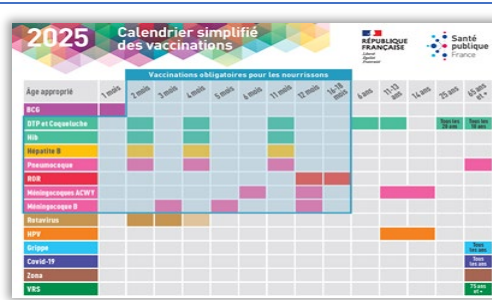 2025
Calendrier simplifié
des vaccinations
RÉPUBLIQUE
FRANÇAISE
Liberté
Égalité
Fraternité
Santé
publique
France
Vaccinations obligatoires pour les nourrissons
Âge approprié
1 mois
2 mois
3 mois
4 mois
5 mois
6 mois
11 mois
12 mois
16-18
mois
6 ans
11-13
ans
14 ans
25 ans
65 ans
et +
BCG
DTP et Coqueluche
Tous les
20 ans
Tous les
10 ans
Hib
Hépatite B
Pneumocoque
ROR
Méningocoques ACWY
Méningocoque B
Rotavirus
HPV
Grippe
Tous
les ans
Covid-19
Tous
les ans
Zona
VRS
75 ans
et +